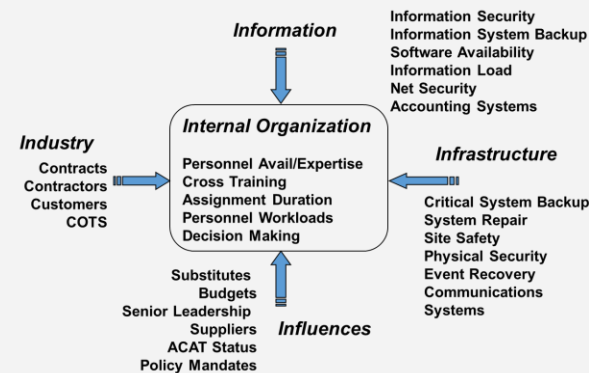 Information
Information Security
Information System Backup
Software Availability
Information Load
Net Security
Accounting Systems
Industry
Contracts
Contractors
Customers
COTS
Internal Organization
Personnel Avail/Expertise
Cross Training
Assignment Duration
Personnel Workloads
Decision Making
Infrastructure
Critical System Backup
System Repair
Site Safety
Physical Security
Event Recovery
Communications
Systems
Substitutes
Budgets
Senior Leadership
Suppliers
ACAT Status
Policy Mandates
Influences